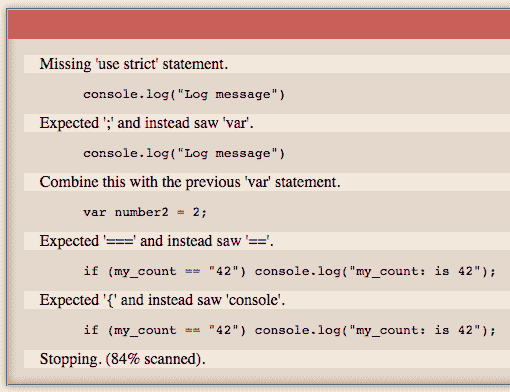 Missing 'use strict' statement.
console.log("Log message")
Expected ';' and instead saw 'var'.
console.log("Log message")
Combine this with the previous 'var' statement.
var number2 = 2;
Expected '===' and instead saw '=='.
if (my_count == "42") console.log("my_count: is 42");
Expected '{' and instead saw 'console'.
if (my_count == "42") console.log("my_count: is 42");
Stopping. (84% scanned).